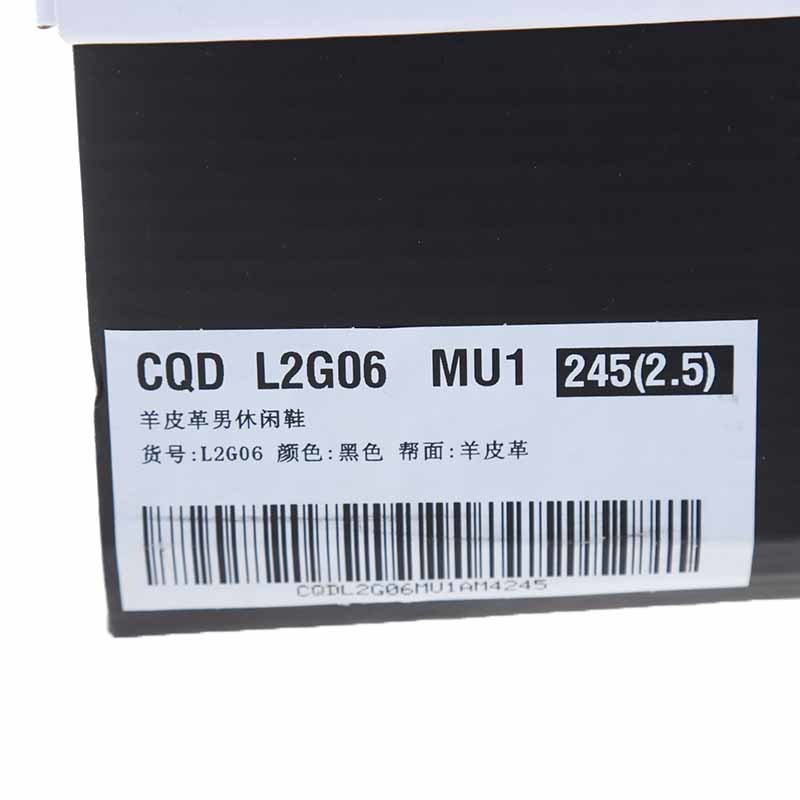 CQD L2G06 MU1 245(2.5)
羊皮革男休闲鞋
货号:L2G06 颜色:黑色 帮面:羊皮革
CQDL2G06MU1AM4245